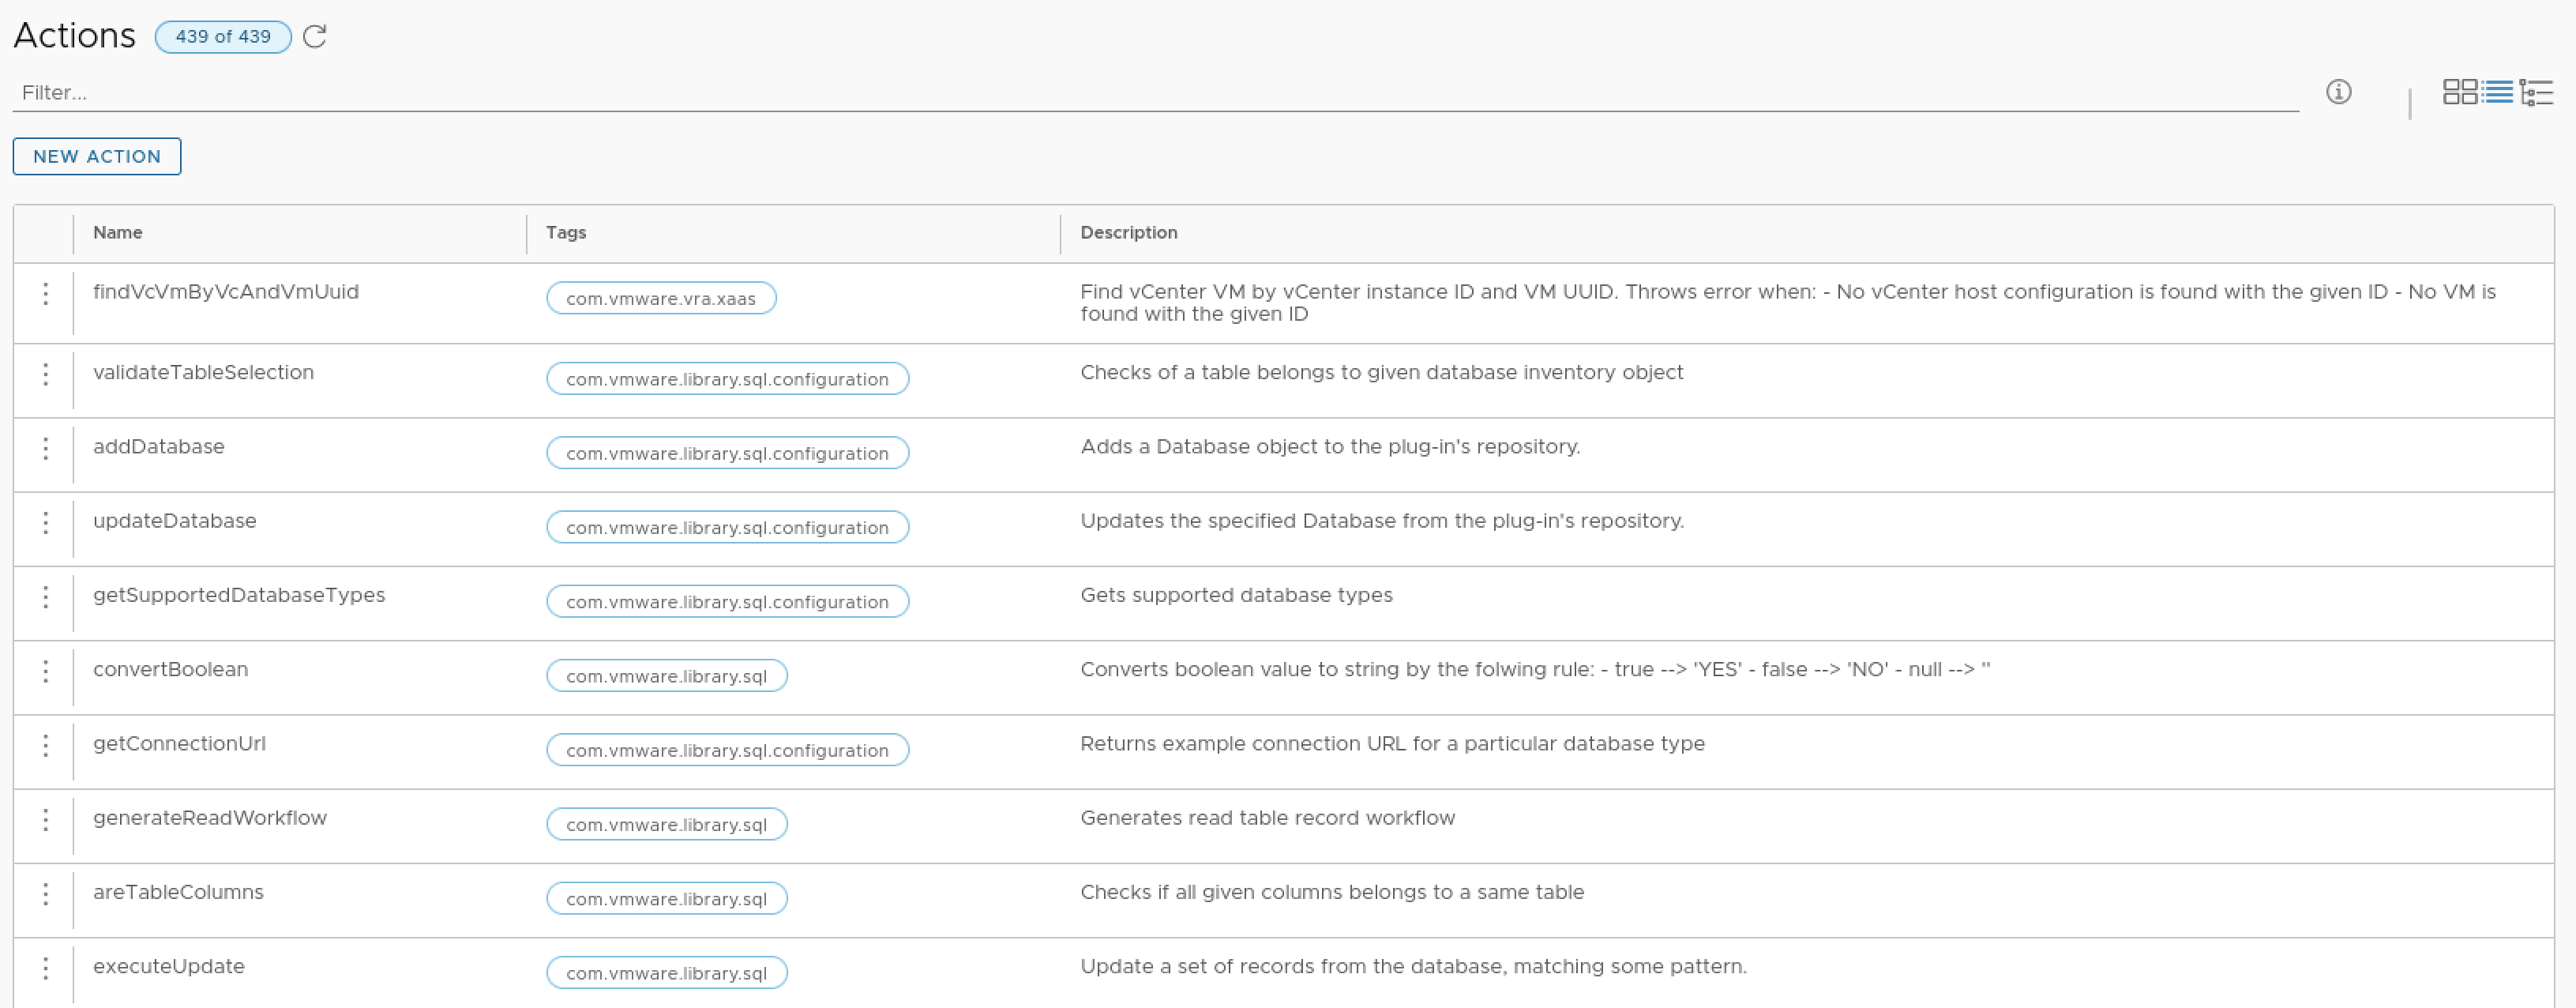 Actions 439 of 439
Filter...
NEW ACTION
Name Tags Description
findVcVmByVcAndVmUuid com.vmware.vra.xaas Find vCenter VM by vCenter instance ID and VM UUID. Throws error when: - No vCenter host configuration is found with the given ID - No VM is
found with the given ID
validateTableSelection com.vmware.library.sql.configuration Checks of a table belongs to given database inventory object
addDatabase com.vmware.library.sql.configuration Adds a Database object to the plug-in's repository.
updateDatabase com.vmware.library.sql.configuration Updates the specified Database from the plug-in's repository.
getSupportedDatabaseTypes com.vmware.library.sql.configuration Gets supported database types
convertBoolean com.vmware.library.sql Converts boolean value to string by the folwing rule: - true --> 'YES' - false --> 'NO' - null --> ''
getConnectionUrl com.vmware.library.sql.configuration Returns example connection URL for a particular database type
generateReadWorkflow com.vmware.library.sql Generates read table record workflow
areTableColumns com.vmware.library.sql Checks if all given columns belongs to a same table
executeUpdate com.vmware.library.sql Update a set of records from the database, matching some pattern.